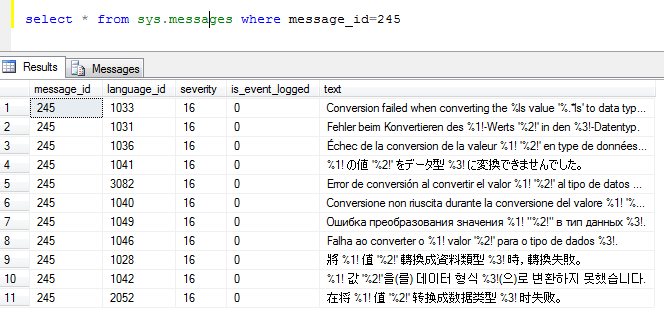 select * from sys.messages where message_id=245
Results Messages
message_id language_id severity is_event_logged text
1 245 1033 16 0 Conversion failed when converting the %ls value '%.*ls' to data typ...
2 245 1031 16 0 Fehler beim Konvertieren des %1!-Werts '%2!' in den %3!-Datentyp.
3 245 1036 16 0 Échec de la conversion de la valeur %1! '%2!' en type de données...
4 245 1041 16 0 %1! の値 '%2!' をデータ型 %3! に変換できませんでした。
5 245 3082 16 0 Error de conversión al convertir el valor %1! '%2!' al tipo de datos ...
6 245 1040 16 0 Conversione non riuscita durante la conversione del valore %1! '%...
7 245 1049 16 0 Ошибка преобразования значения %1! "%2!" в тип данных %3!.
8 245 1046 16 0 Falha ao converter o %1! valor '%2!' para o tipo de dados %3!.
9 245 1028 16 0 將 %1! 值 '%2!' 轉換成資料類型 %3! 時，轉換失敗。
10 245 1042 16 0 %1! 값 '%2!'을(를) 데이터 형식 %3!(으)로 변환하지 못했습니다.
11 245 2052 16 0 在将 %1! 值 '%2!' 转换成数据类型 %3! 时失败。